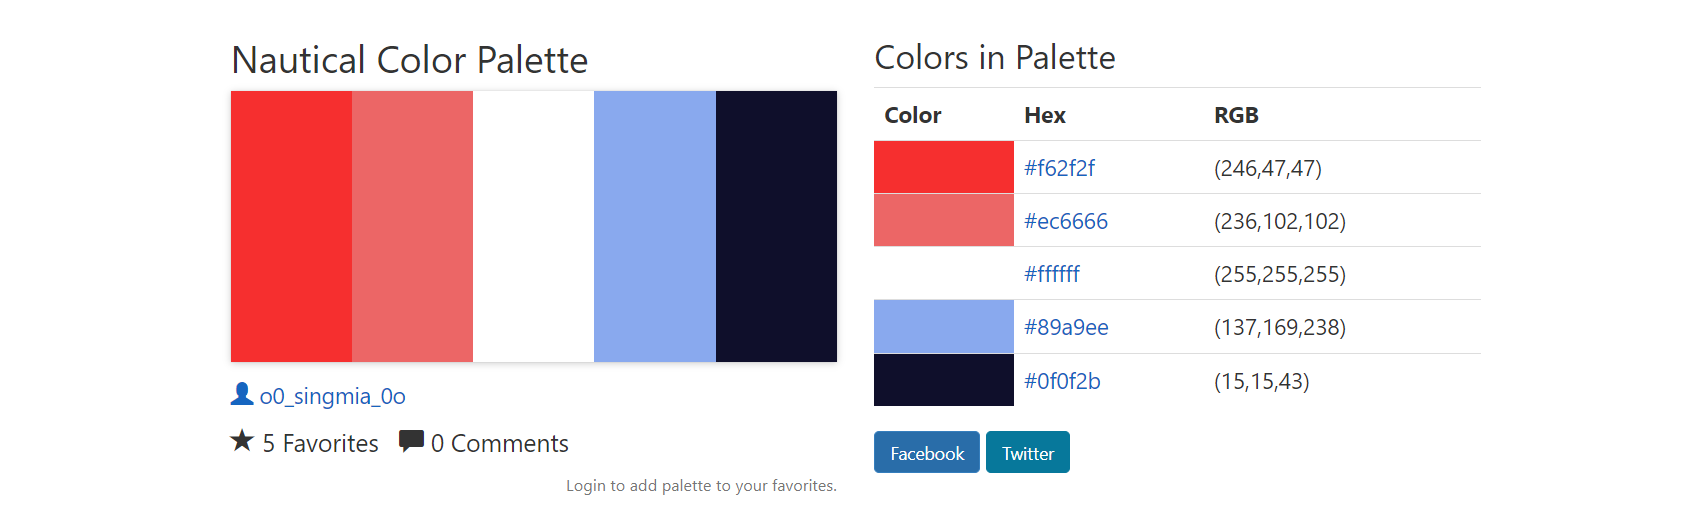 Nautical Color Palette
o0_singmia_0o
5 Favorites 0 Comments
Login to add palette to your favorites.
Colors in Palette
Color Hex RGB
#f62f2f (246,47,47)
#ec6666 (236,102,102)
#ffffff (255,255,255)
#89a9ee (137,169,238)
#0f0f2b (15,15,43)
Facebook Twitter